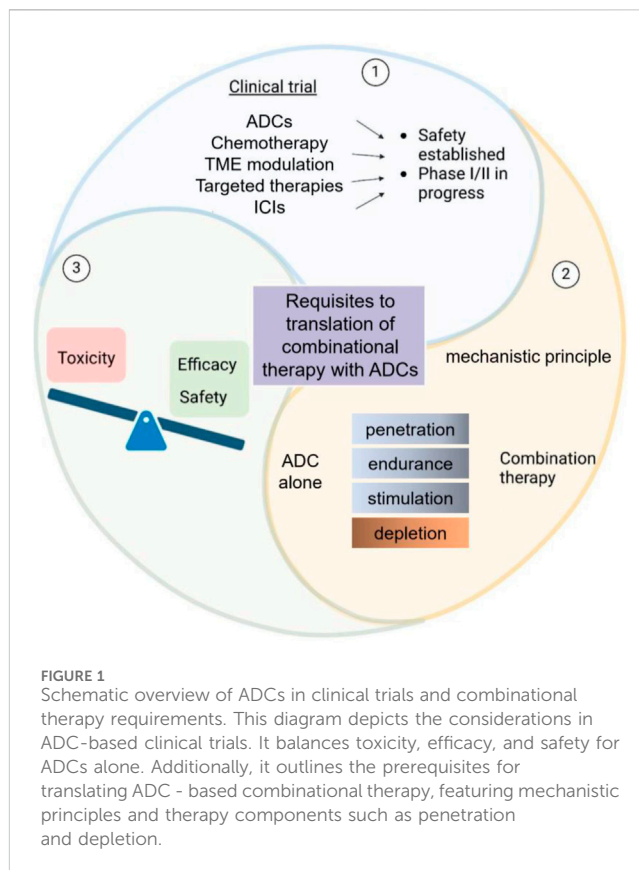 1
Clinical trial
ADCs
Chemotherapy
TME modulation
Targeted therapies
ICIs
• Safety
established
• Phase I/II in
progress
2
mechanistic principle
ADC
alone
penetration
endurance
stimulation
depletion
Combination
therapy
3
Toxicity
Efficacy
Safety
Requisites to
translation of
combinational
therapy with ADCs
FIGURE 1
Schematic overview of ADCs in clinical trials and combinational
therapy requirements. This diagram depicts the considerations in
ADC-based clinical trials. It balances toxicity, efficacy, and safety for
ADCs alone. Additionally, it outlines the prerequisites for
translating ADC - based combinational therapy, featuring mechanistic
principles and therapy components such as penetration
and depletion.